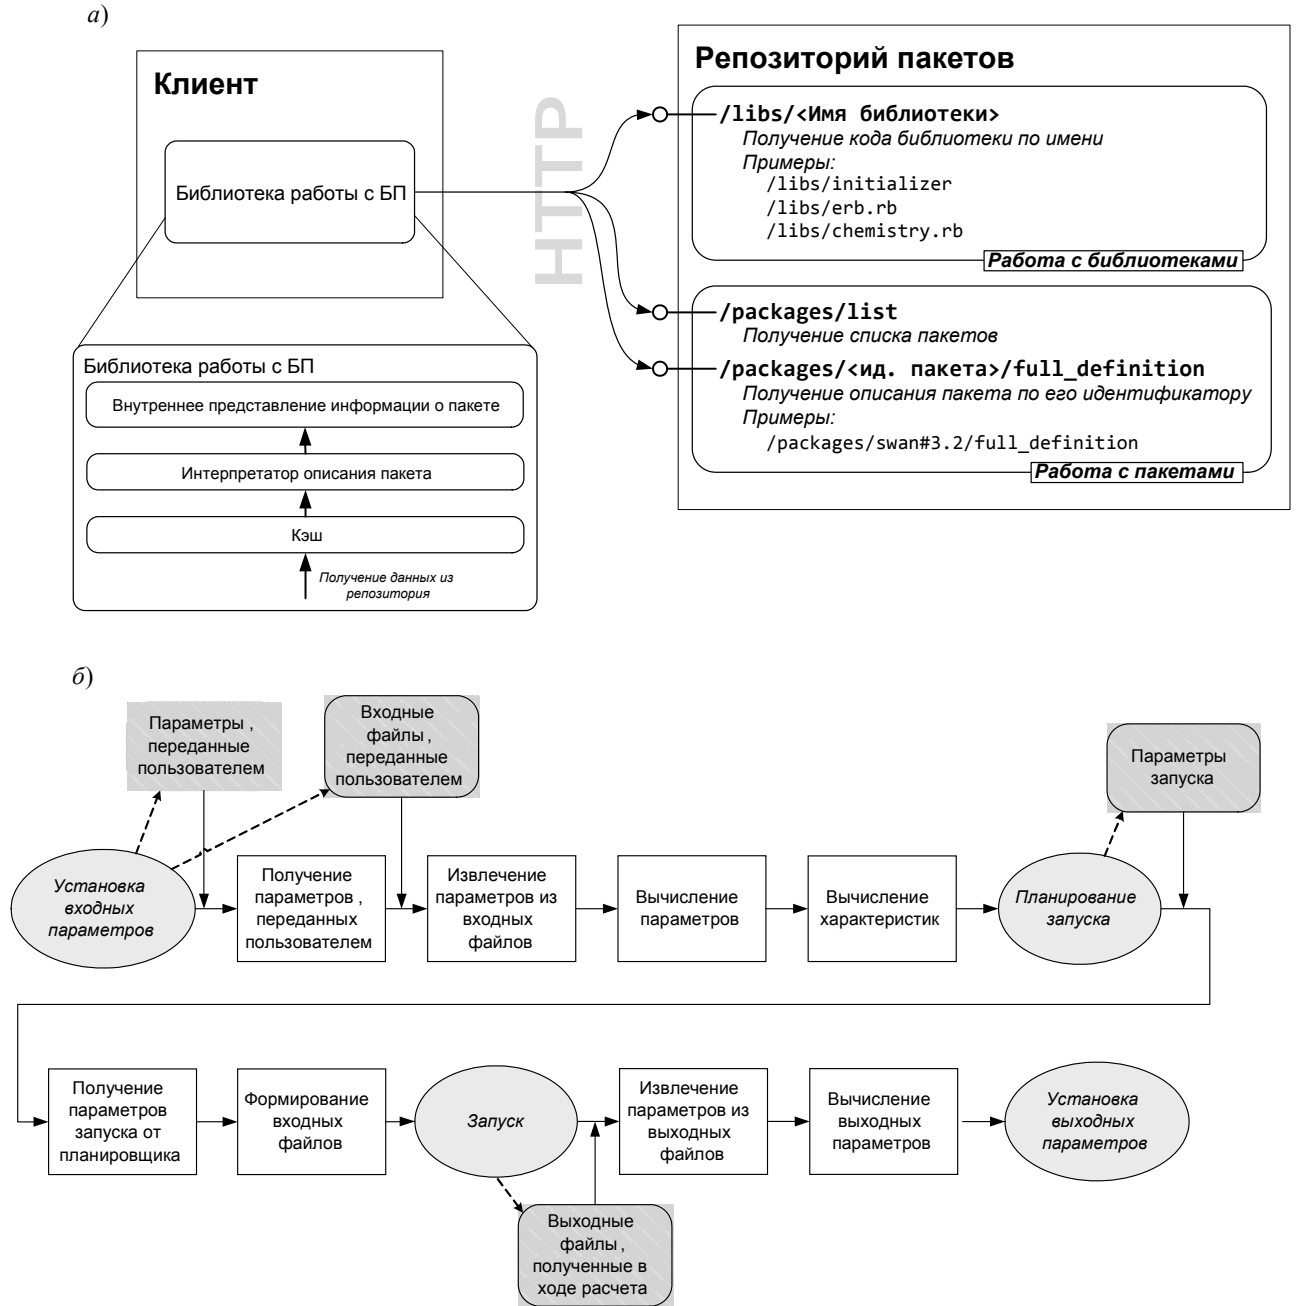 а)
Клиент
Библиотека работы с БП
HTTP
Репозиторий пакетов
/libs/<Имя библиотеки>
Получение кода библиотеки по имени
Примеры:
/libs/initializer
/libs/erb.rb
/libs/chemistry.rb
Работа с библиотеками
/packages/list
Получение списка пакетов
/packages/<ид. пакета>/full_definition
Получение описания пакета по его идентификатору
Примеры:
/packages/swan#3.2/full_definition
Работа с пакетами
Библиотека работы с БП
Внутреннее представление информации о пакете
Интерпретатор описания пакета
Кэш
Получение данных из
репозитория
б)
Параметры ,
переданные
пользователем
Входные
файлы ,
переданные
пользователем
Параметры
запуска
Установка
входных
параметров
Получение
параметров ,
переданных
пользователем
Извлечение
параметров из
входных
файлов
Вычисление
параметров
Вычисление
характеристик
Планирование
запуска
Получение
параметров
запуска от
планировщика
Формирование
входных
файлов
Запуск
Извлечение
параметров из
выходных
файлов
Вычисление
выходных
параметров
Установка
выходных
параметров
Выходные
файлы ,
полученные в
ходе расчета